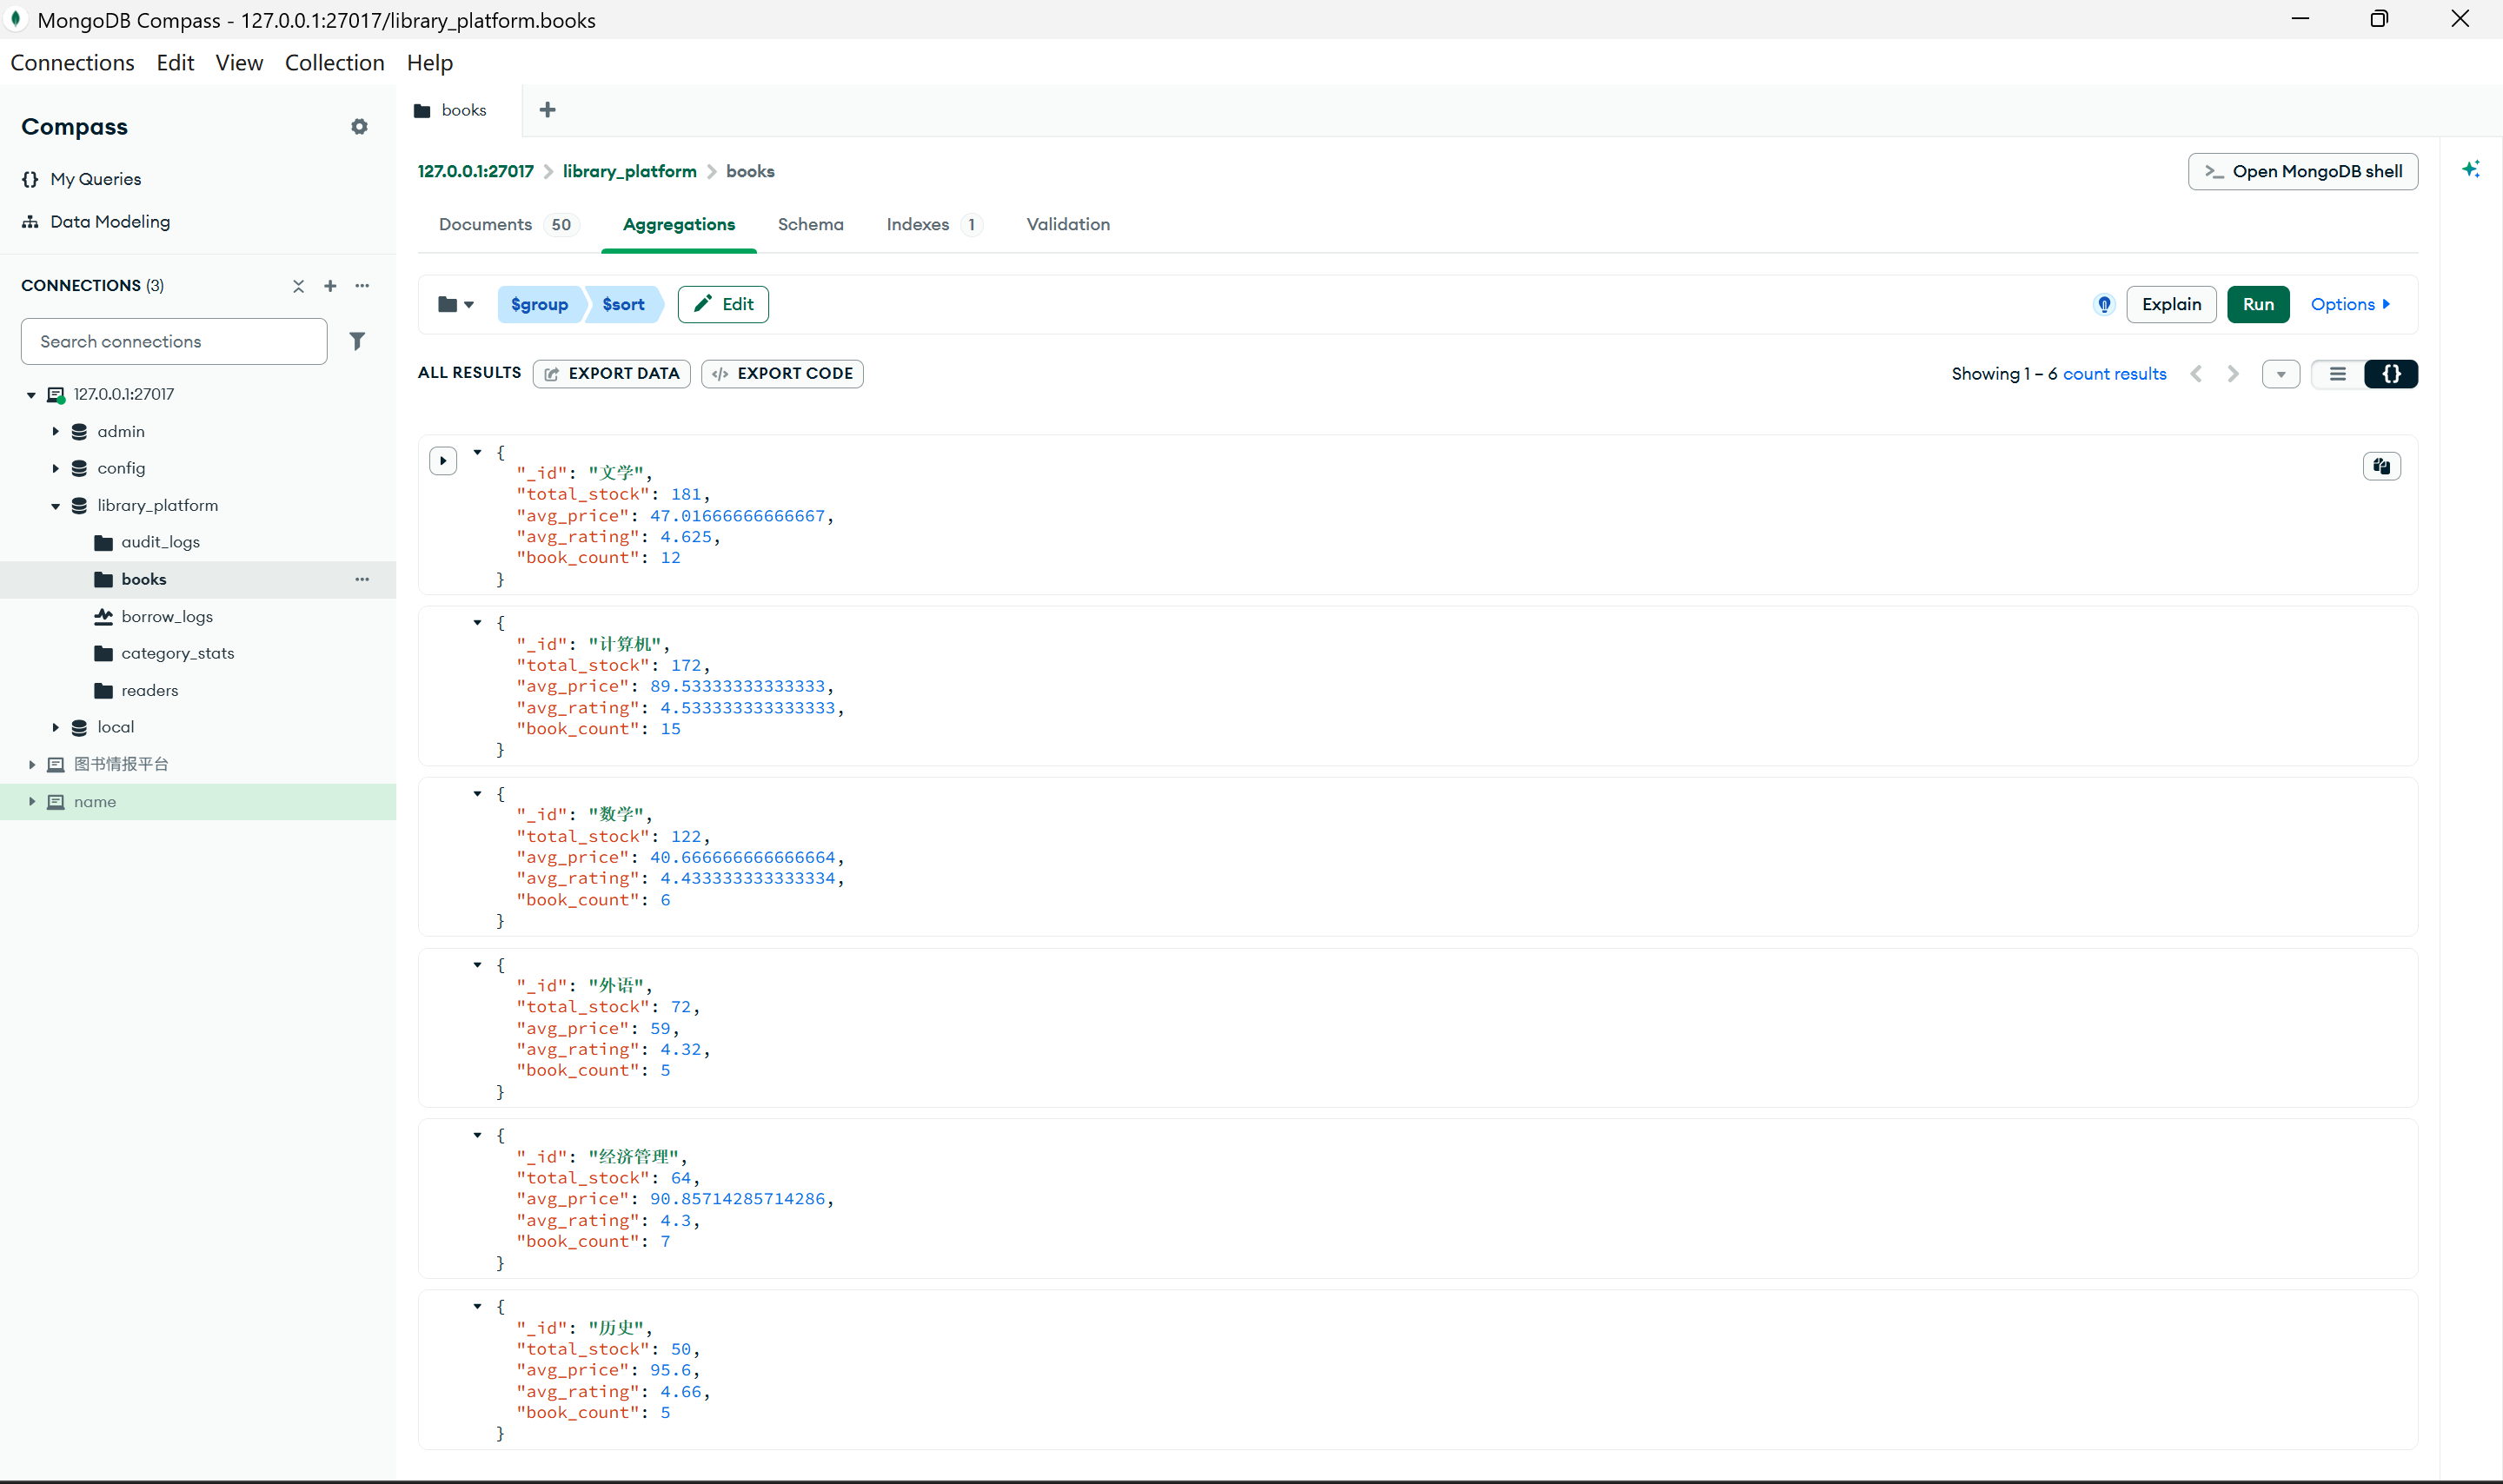 MongoDB Compass - 127.0.0.1:27017/library_platform.books
Connections Edit View Collection Help
Compass
{} My Queries
Data Modeling
CONNECTIONS (3)
Search connections
127.0.0.1:27017
admin
config
library_platform
audit_logs
books
borrow_logs
category_stats
readers
local
图书情报平台
name
books
127.0.0.1:27017 > library_platform > books
>_ Open MongoDB shell
Documents 50 Aggregations Schema Indexes 1 Validation
$group $sort Edit
Explain Run Options
ALL RESULTS EXPORT DATA </> EXPORT CODE
Showing 1 – 6 count results {}
{
"_id": "文学",
"total_stock": 181,
"avg_price": 47.01666666666667,
"avg_rating": 4.625,
"book_count": 12
}
{
"_id": "计算机",
"total_stock": 172,
"avg_price": 89.53333333333333,
"avg_rating": 4.533333333333333,
"book_count": 15
}
{
"_id": "数学",
"total_stock": 122,
"avg_price": 40.666666666666664,
"avg_rating": 4.433333333333334,
"book_count": 6
}
{
"_id": "外语",
"total_stock": 72,
"avg_price": 59,
"avg_rating": 4.32,
"book_count": 5
}
{
"_id": "经济管理",
"total_stock": 64,
"avg_price": 90.85714285714286,
"avg_rating": 4.3,
"book_count": 7
}
{
"_id": "历史",
"total_stock": 50,
"avg_price": 95.6,
"avg_rating": 4.66,
"book_count": 5
}